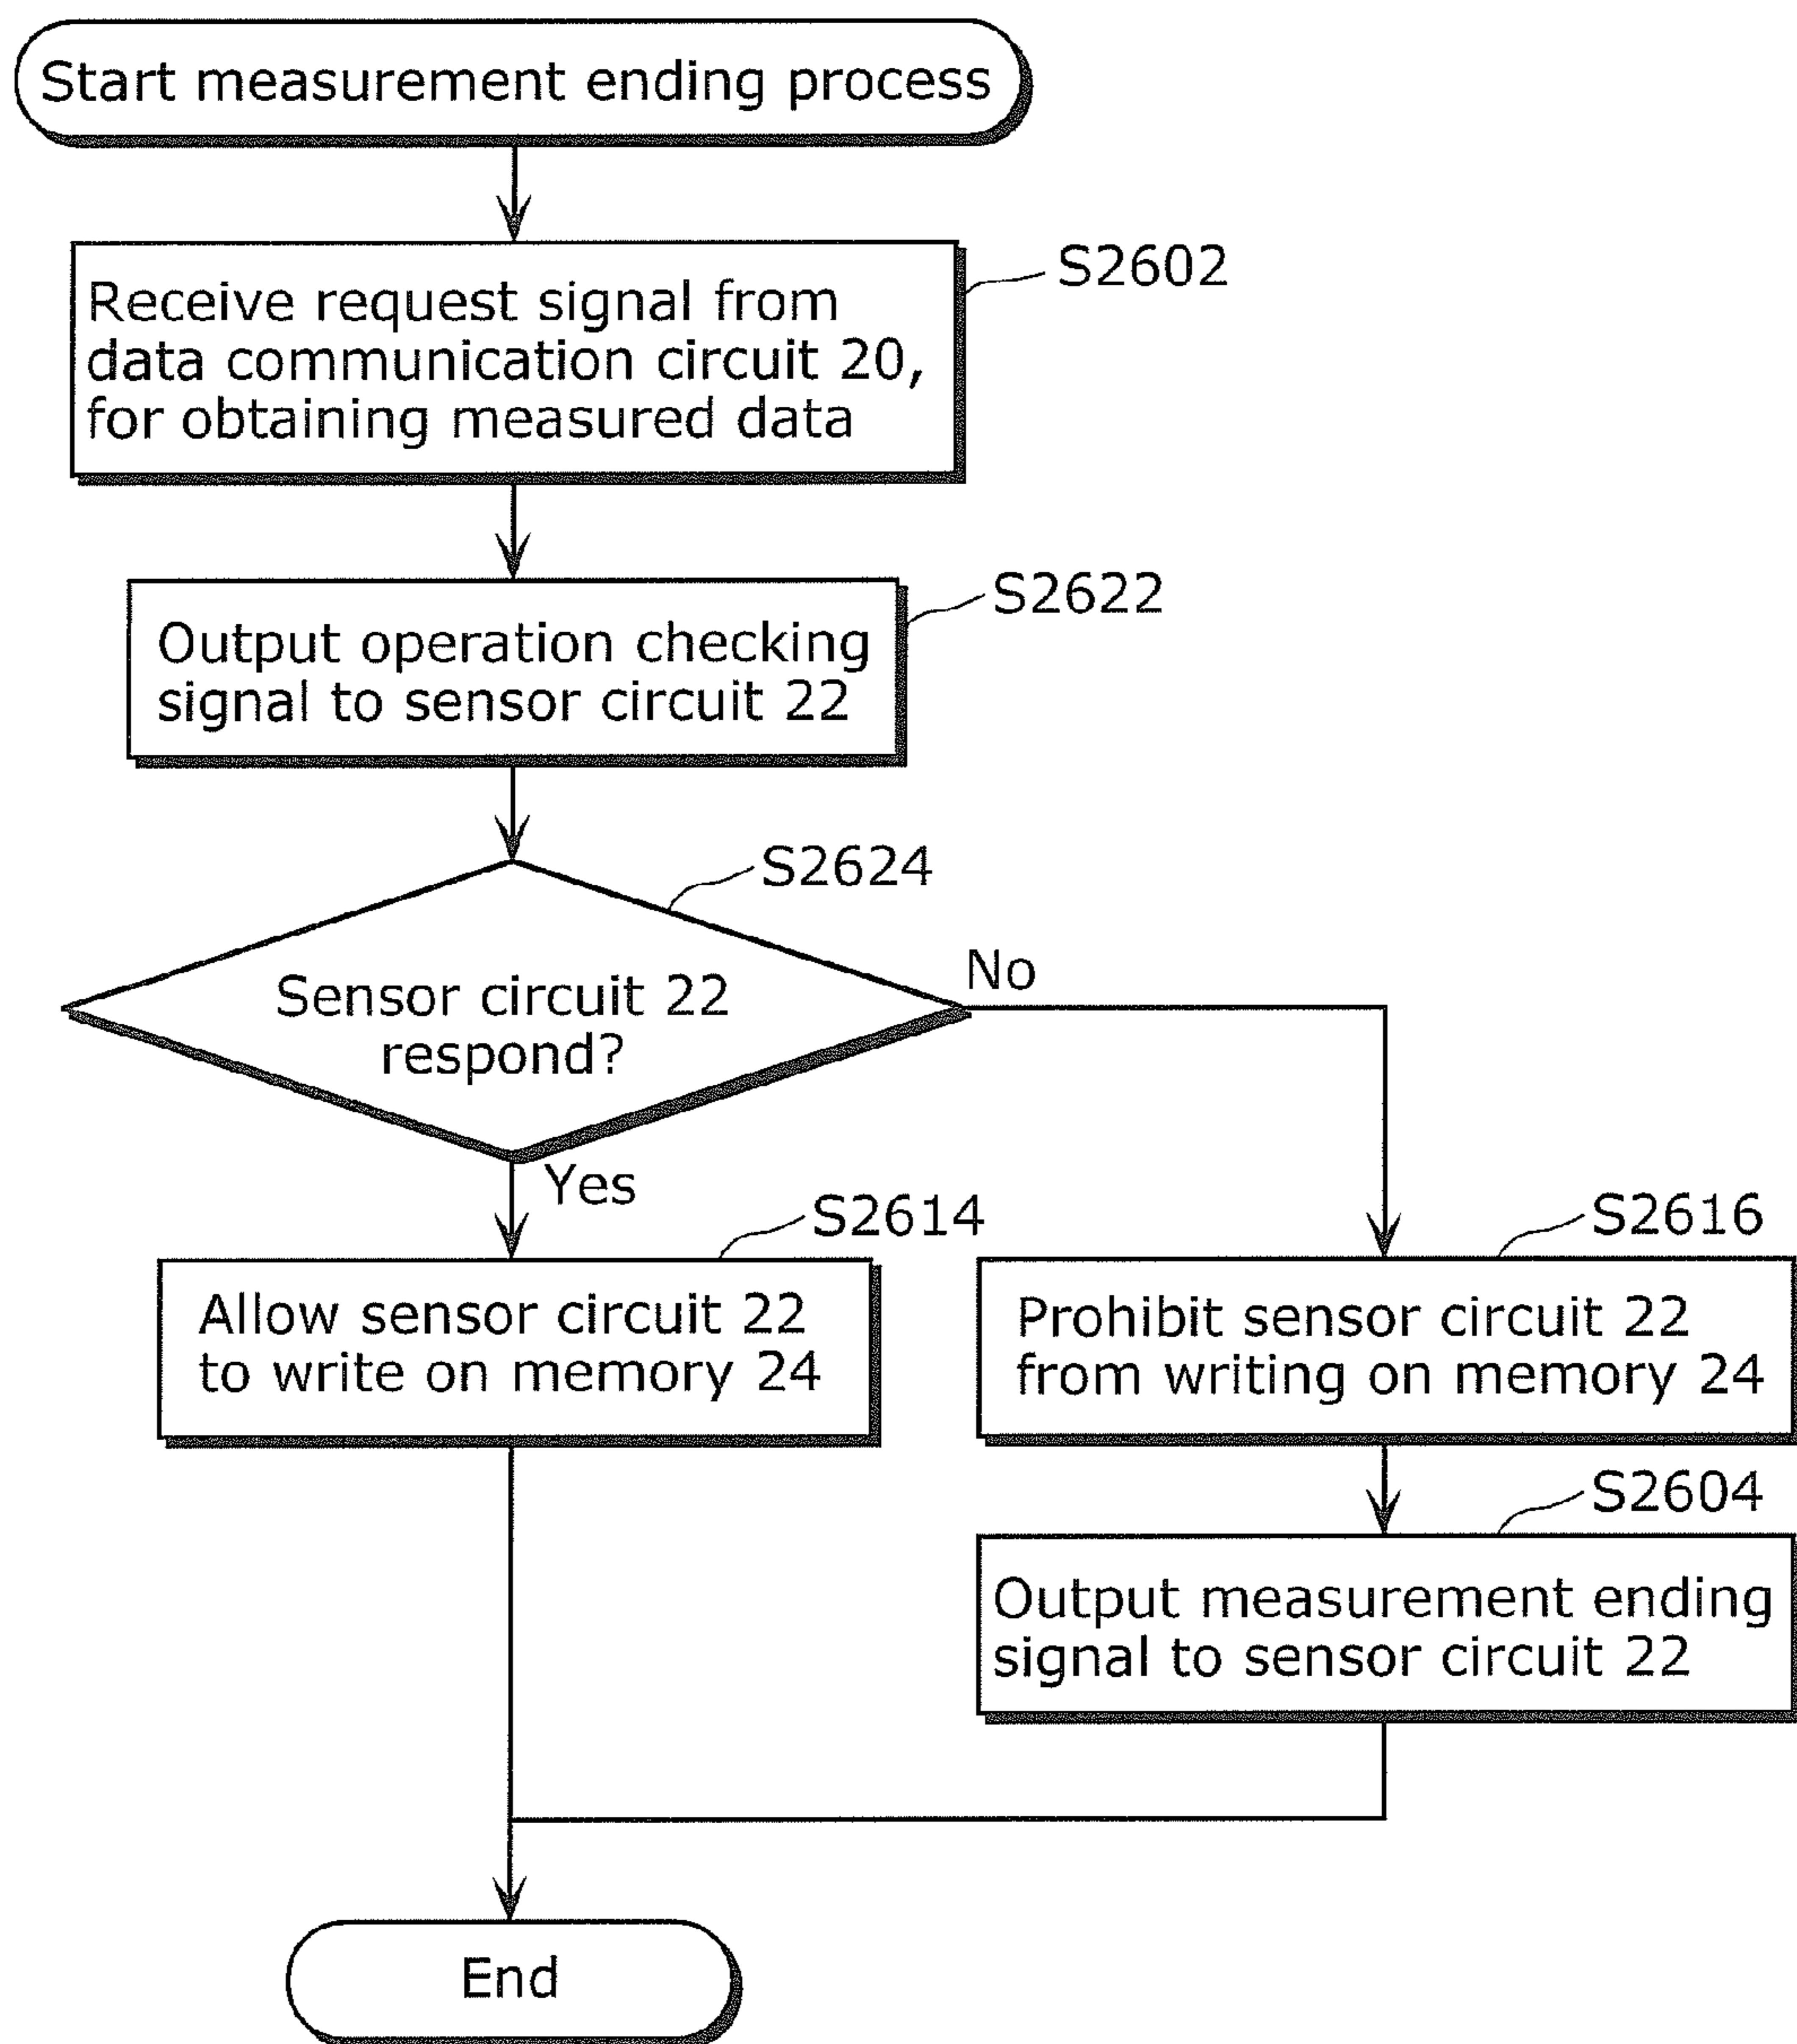 Start measurement ending process
S2602
Receive request signal from
data communication circuit 20,
for obtaining measured data
S2622
Output operation checking
signal to sensor circuit 22
S2624
Sensor circuit 22
respond?
No
Yes
S2614
Allow sensor circuit 22
to write on memory 24
S2616
Prohibit sensor circuit 22
from writing on memory 24
S2604
Output measurement ending
signal to sensor circuit 22
End